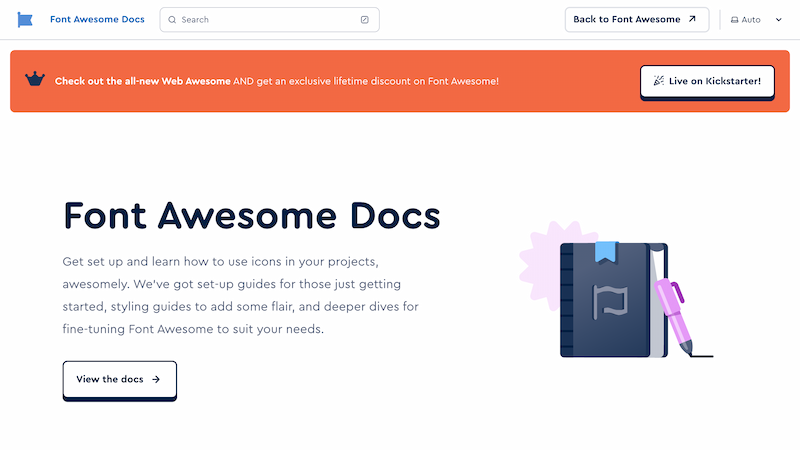 Font Awesome Docs
Search
Back to Font Awesome
Auto
Check out the all-new Web Awesome AND get an exclusive lifetime discount on Font Awesome!
Live on Kickstarter!
Font Awesome Docs
Get set up and learn how to use icons in your projects,
awesomely. We've got set-up guides for those just getting
started, styling guides to add some flair, and deeper dives for
fine-tuning Font Awesome to suit your needs.
View the docs